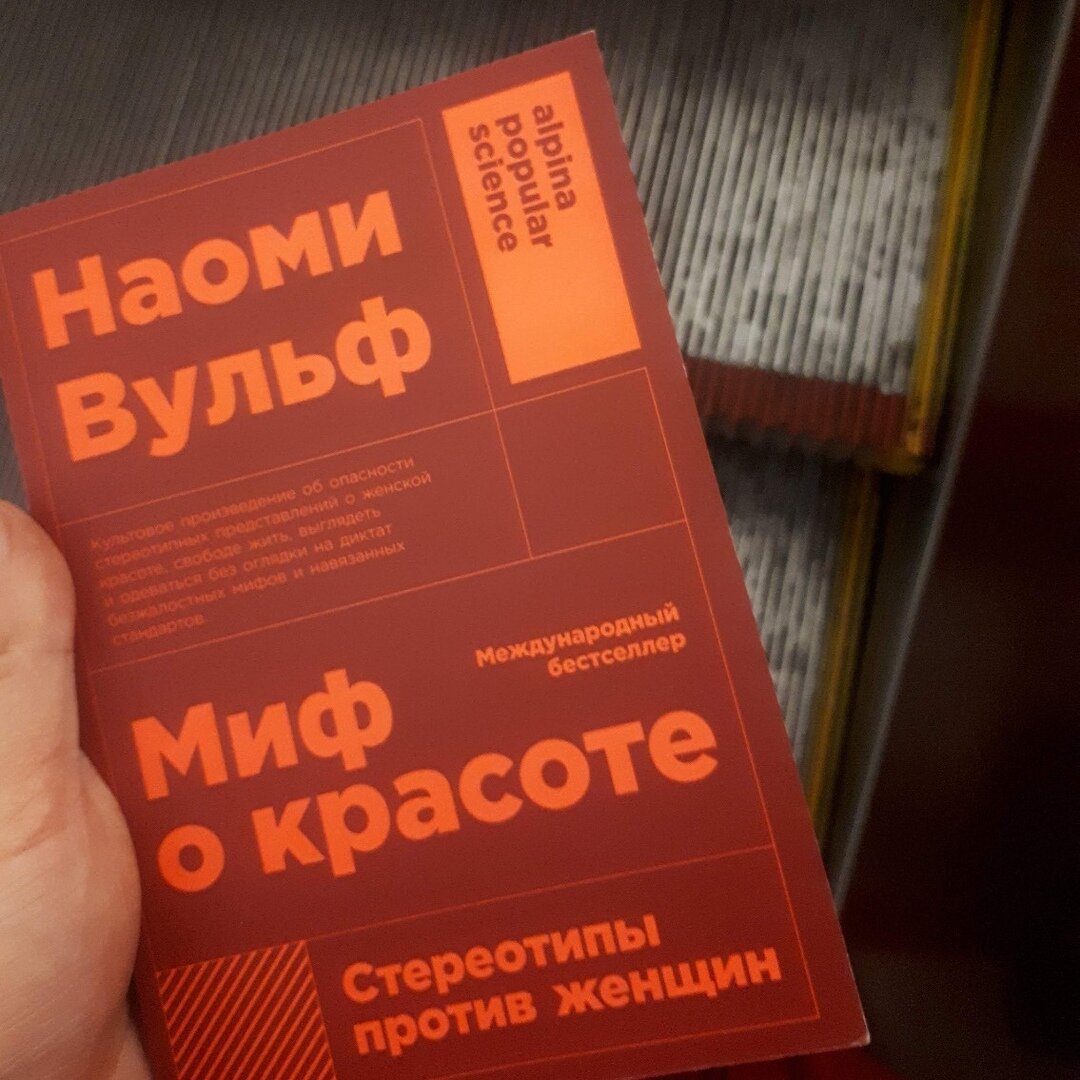 alpina
popular
science
Наоми
Вульф
Культовое произведение об опасности
стереотипных представлений о женской
красоте, свободе жить, выглядеть
и одеваться без оглядки на диктат
безжалостных мифов и навязанных
стандартов
Международный
бестселлер
Миф
о красоте
Стереотипы
против женщин